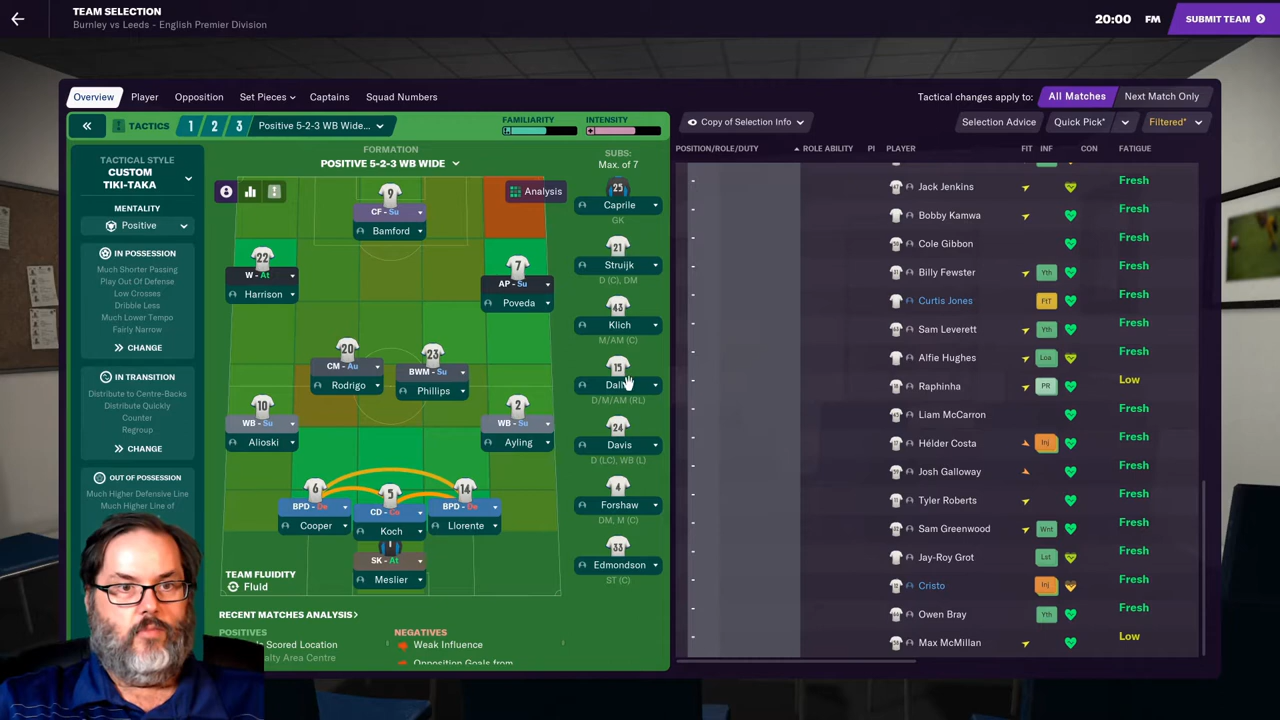 TEAM SELECTION
Burnley vs Leeds - English Premier Division
20:00 FM SUBMIT TEAM
Overview Player Opposition Set Pieces Captains Squad Numbers
Tactical changes apply to: All Matches Next Match Only
TACTICS 1 2 3 Positive 5-2-3 WB Wide...
FAMILIARITY INTENSITY
Copy of Selection Info
Selection Advice Quick Pick* Filtered*
POSITION/ROLE/DUTY ROLE ABILITY PI PLAYER FIT INF CON FATIGUE
TACTICAL STYLE
CUSTOM
TIKI-TAKA
MENTALITY
Positive
IN POSSESSION
Much Shorter Passing
Play Out Of Defense
Low Crosses
Dribble Less
Much Lower Tempo
Fairly Narrow
CHANGE
IN TRANSITION
Distribute to Centre-Backs
Distribute Quickly
Counter
Regroup
CHANGE
OUT OF POSSESSION
Much Higher Defensive Line
Much Higher Line of
FORMATION
POSITIVE 5-2-3 WB WIDE
Analysis
9
CF - Su
Bamford
22
W - At
Harrison
7
AP - Su
Poveda
20
CM - Au
Rodrigo
23
BWM - Su
Phillips
10
WB - Su
Alioski
2
WB - Su
Ayling
6
BPD - De
Cooper
5
CD - Co
Koch
14
BPD - De
Llorente
SK - At
Meslier
TEAM FLUIDITY
Fluid
RECENT MATCHES ANALYSIS
POSITIVES
Scored Location
Penalty Area Centre
NEGATIVES
Weak Influence
Opposition Goals from
SUBS:
Max. of 7
25
Caprile
GK
21
Struijk
D (C), DM
43
Klich
M/AM (C)
15
D/M/AM (RL)
24
Davis
D (LC), WB (L)
4
Forshaw
DM, M (C)
33
Edmondson
ST (C)
- Jack Jenkins Fresh
- Bobby Kamwa Fresh
- Cole Gibbon Fresh
- Billy Fewster Yth Fresh
- Curtis Jones FtT Fresh
- Sam Leverett Yth Fresh
- Alfie Hughes Loa Low
- Raphinha PR Low
- Liam McCarron Fresh
- Hélder Costa Inj Fresh
- Josh Galloway Fresh
- Tyler Roberts Fresh
- Sam Greenwood Wnt Fresh
- Jay-Roy Grot Lst Fresh
- Cristo Inj Fresh
- Owen Bray Yth Fresh
- Max McMillan Low